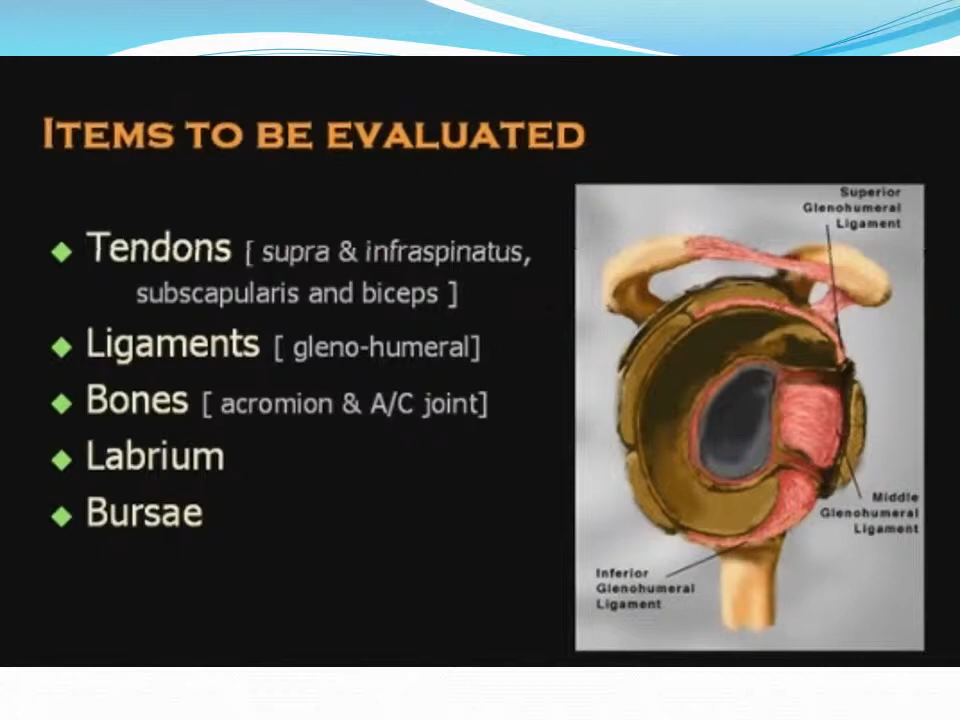 ITEMS TO BE EVALUATED
Tendons [ supra & infraspinatus,
subscapularis and biceps ]
Ligaments [ gleno-humeral]
Bones [ acromion & A/C joint]
Labrium
Bursae
Superior
Glenohumeral
Ligament
Middle
Glenohumeral
Ligament
Inferior
Glenohumeral
Ligament